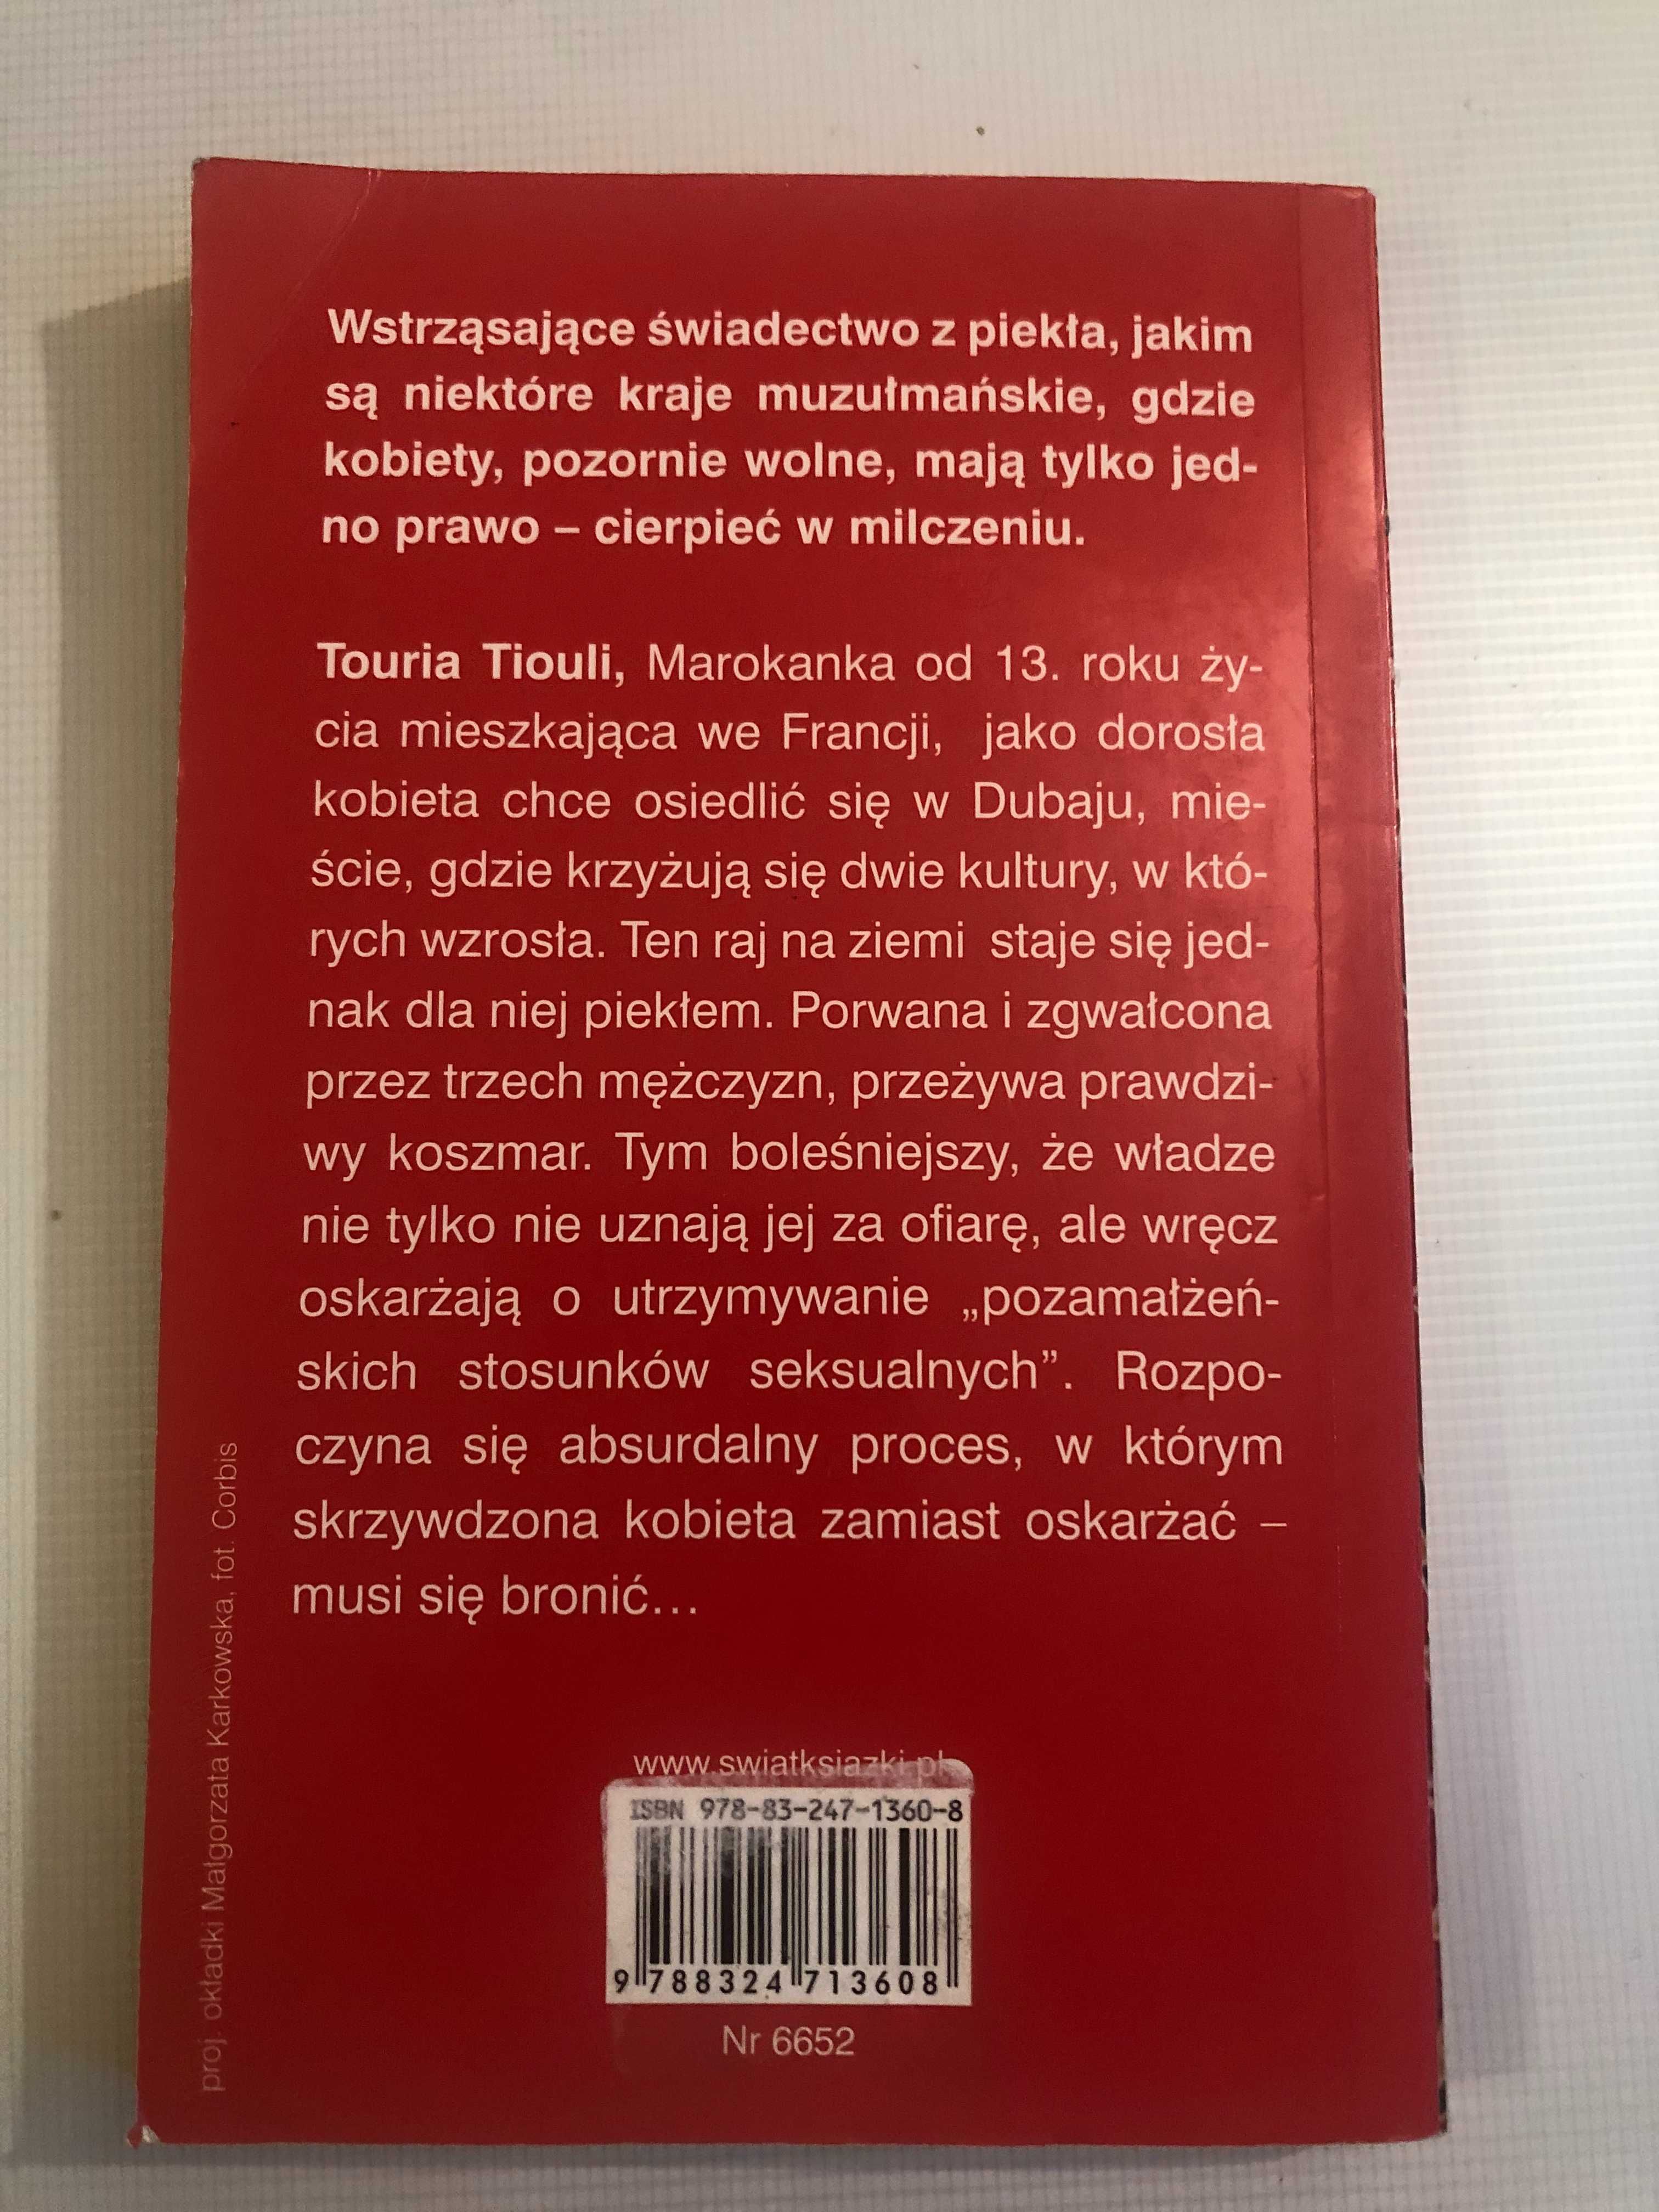 Wstrząsające świadectwo z piekła, jakim
są niektóre kraje muzułmańskie, gdzie
kobiety, pozornie wolne, mają tylko jed-
no prawo – cierpieć w milczeniu.
Touria Tiouli, Marokanka od 13. roku ży-
cia mieszkająca we Francji, jako dorosła
kobieta chce osiedlić się w Dubaju, mie-
ście, gdzie krzyżują się dwie kultury, w któ-
rych wzrosła. Ten raj na ziemi staje się jed-
nak dla niej piekłem. Porwana i zgwałcona
przez trzech mężczyzn, przeżywa prawdzi-
wy koszmar. Tym boleśniejszy, że władze
nie tylko nie uznają jej za ofiarę, ale wręcz
oskarżają o utrzymywanie „pozamałżeń-
skich stosunków seksualnych”. Rozpo-
czyna się absurdalny proces, w którym
skrzywdzona kobieta zamiast oskarżać –
musi się bronić...
proj. okładki Małgorzata Karkowska, fot. Corbis
www.swiatksiazki.pl
ISBN 978-83-247-1360-8
9 788324 713608
Nr 6652